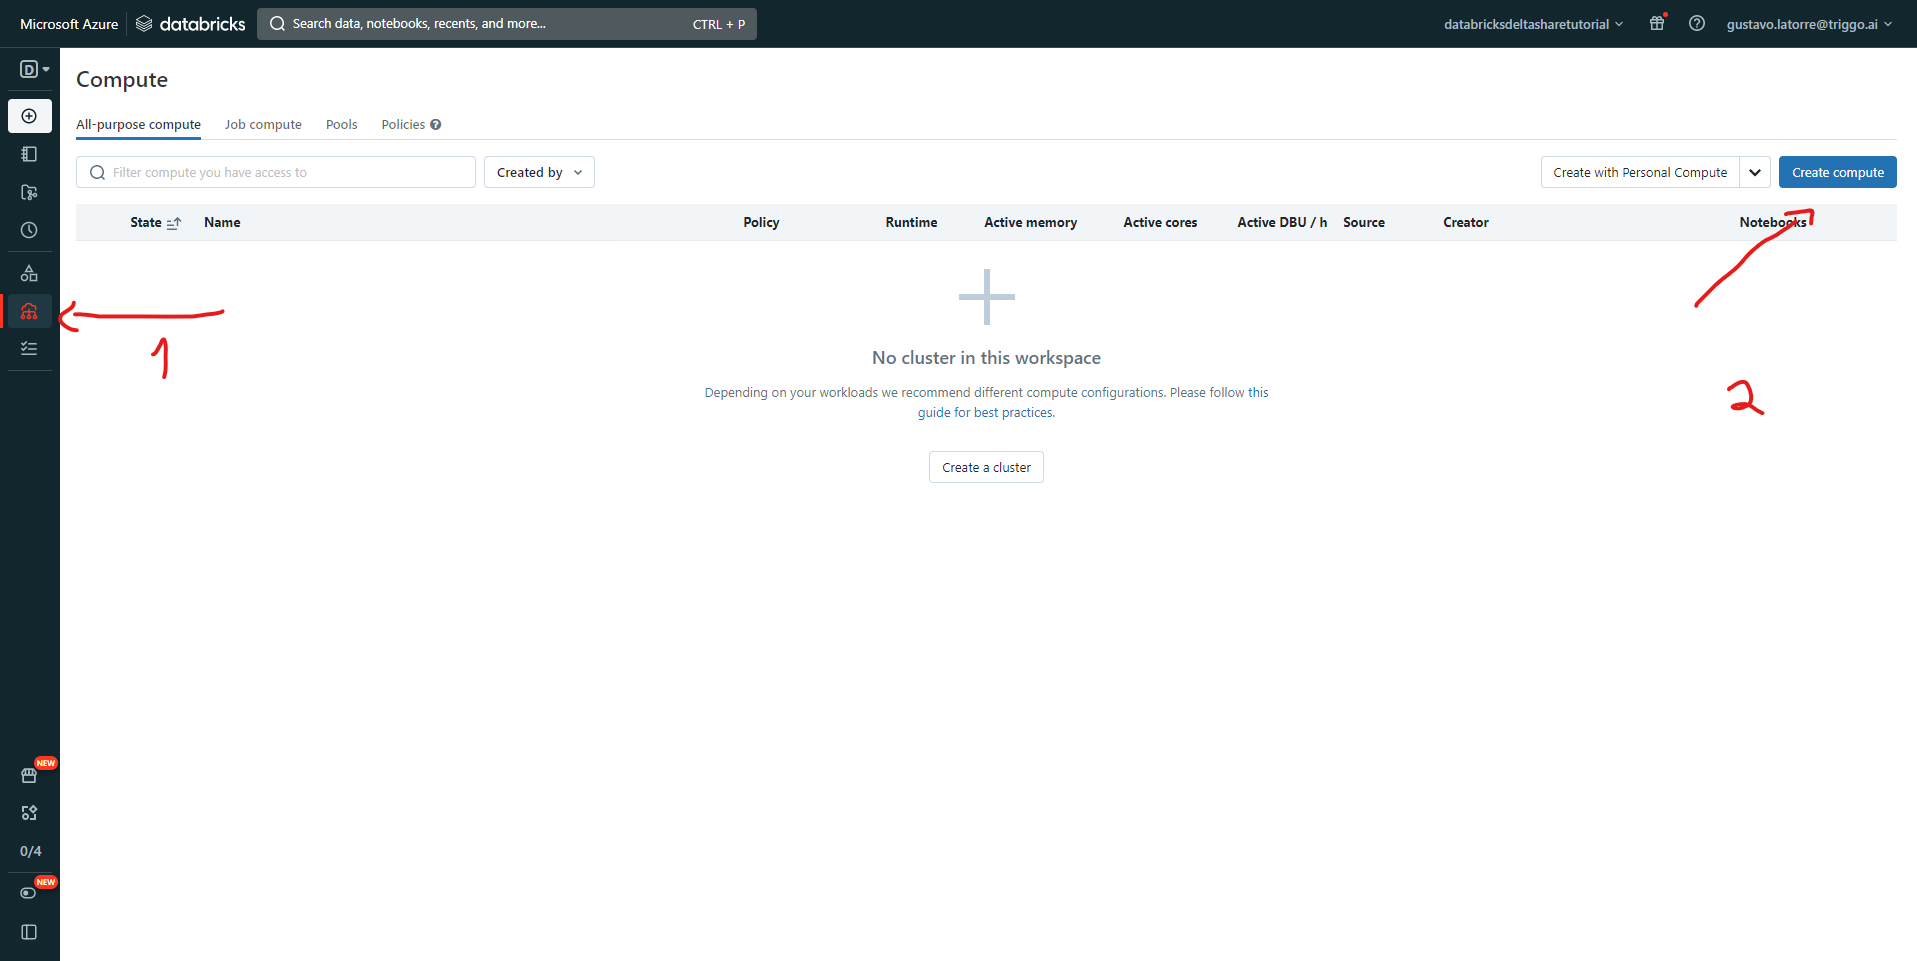 Microsoft Azure databricks Search data, notebooks, recents, and more... CTRL + P databricksdeltasharetutorial gustavo.latorre@triggo.ai
D
Compute
All-purpose compute Job compute Pools Policies
Filter compute you have access to Created by Create with Personal Compute Create compute
State Name Policy Runtime Active memory Active cores Active DBU / h Source Creator Notebooks
1
No cluster in this workspace
Depending on your workloads we recommend different compute configurations. Please follow this
guide for best practices.
2
Create a cluster
NEW
0/4
NEW